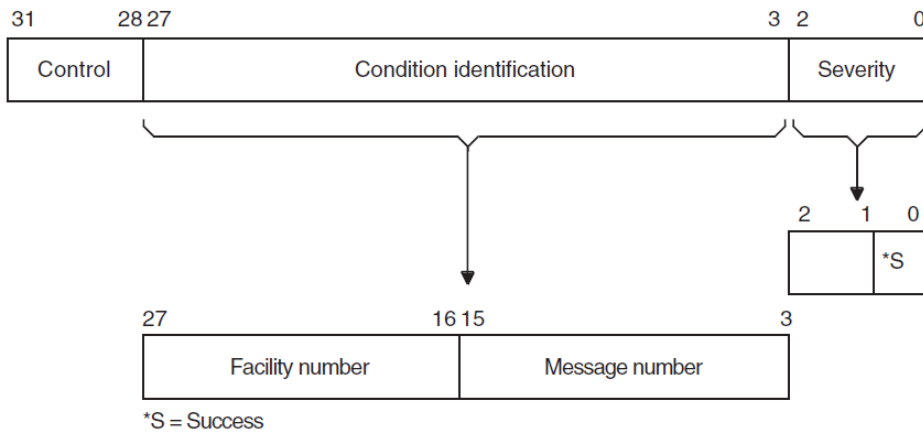 31 28 27 3 2 0
Control Condition identification Severity
2 1 0
*S
27 16 15 3
Facility number Message number
*S = Success